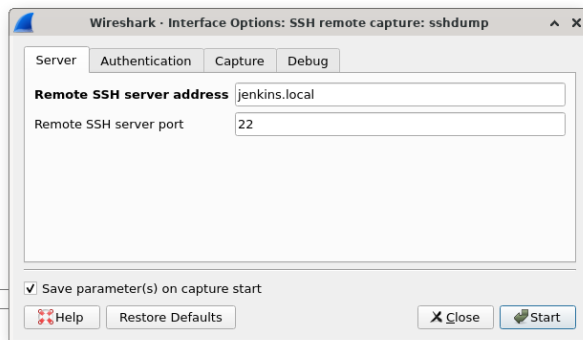 Wireshark · Interface Options: SSH remote capture: sshdump
Server Authentication Capture Debug
Remote SSH server address jenkins.local
Remote SSH server port 22
Save parameter(s) on capture start
Help Restore Defaults Close Start